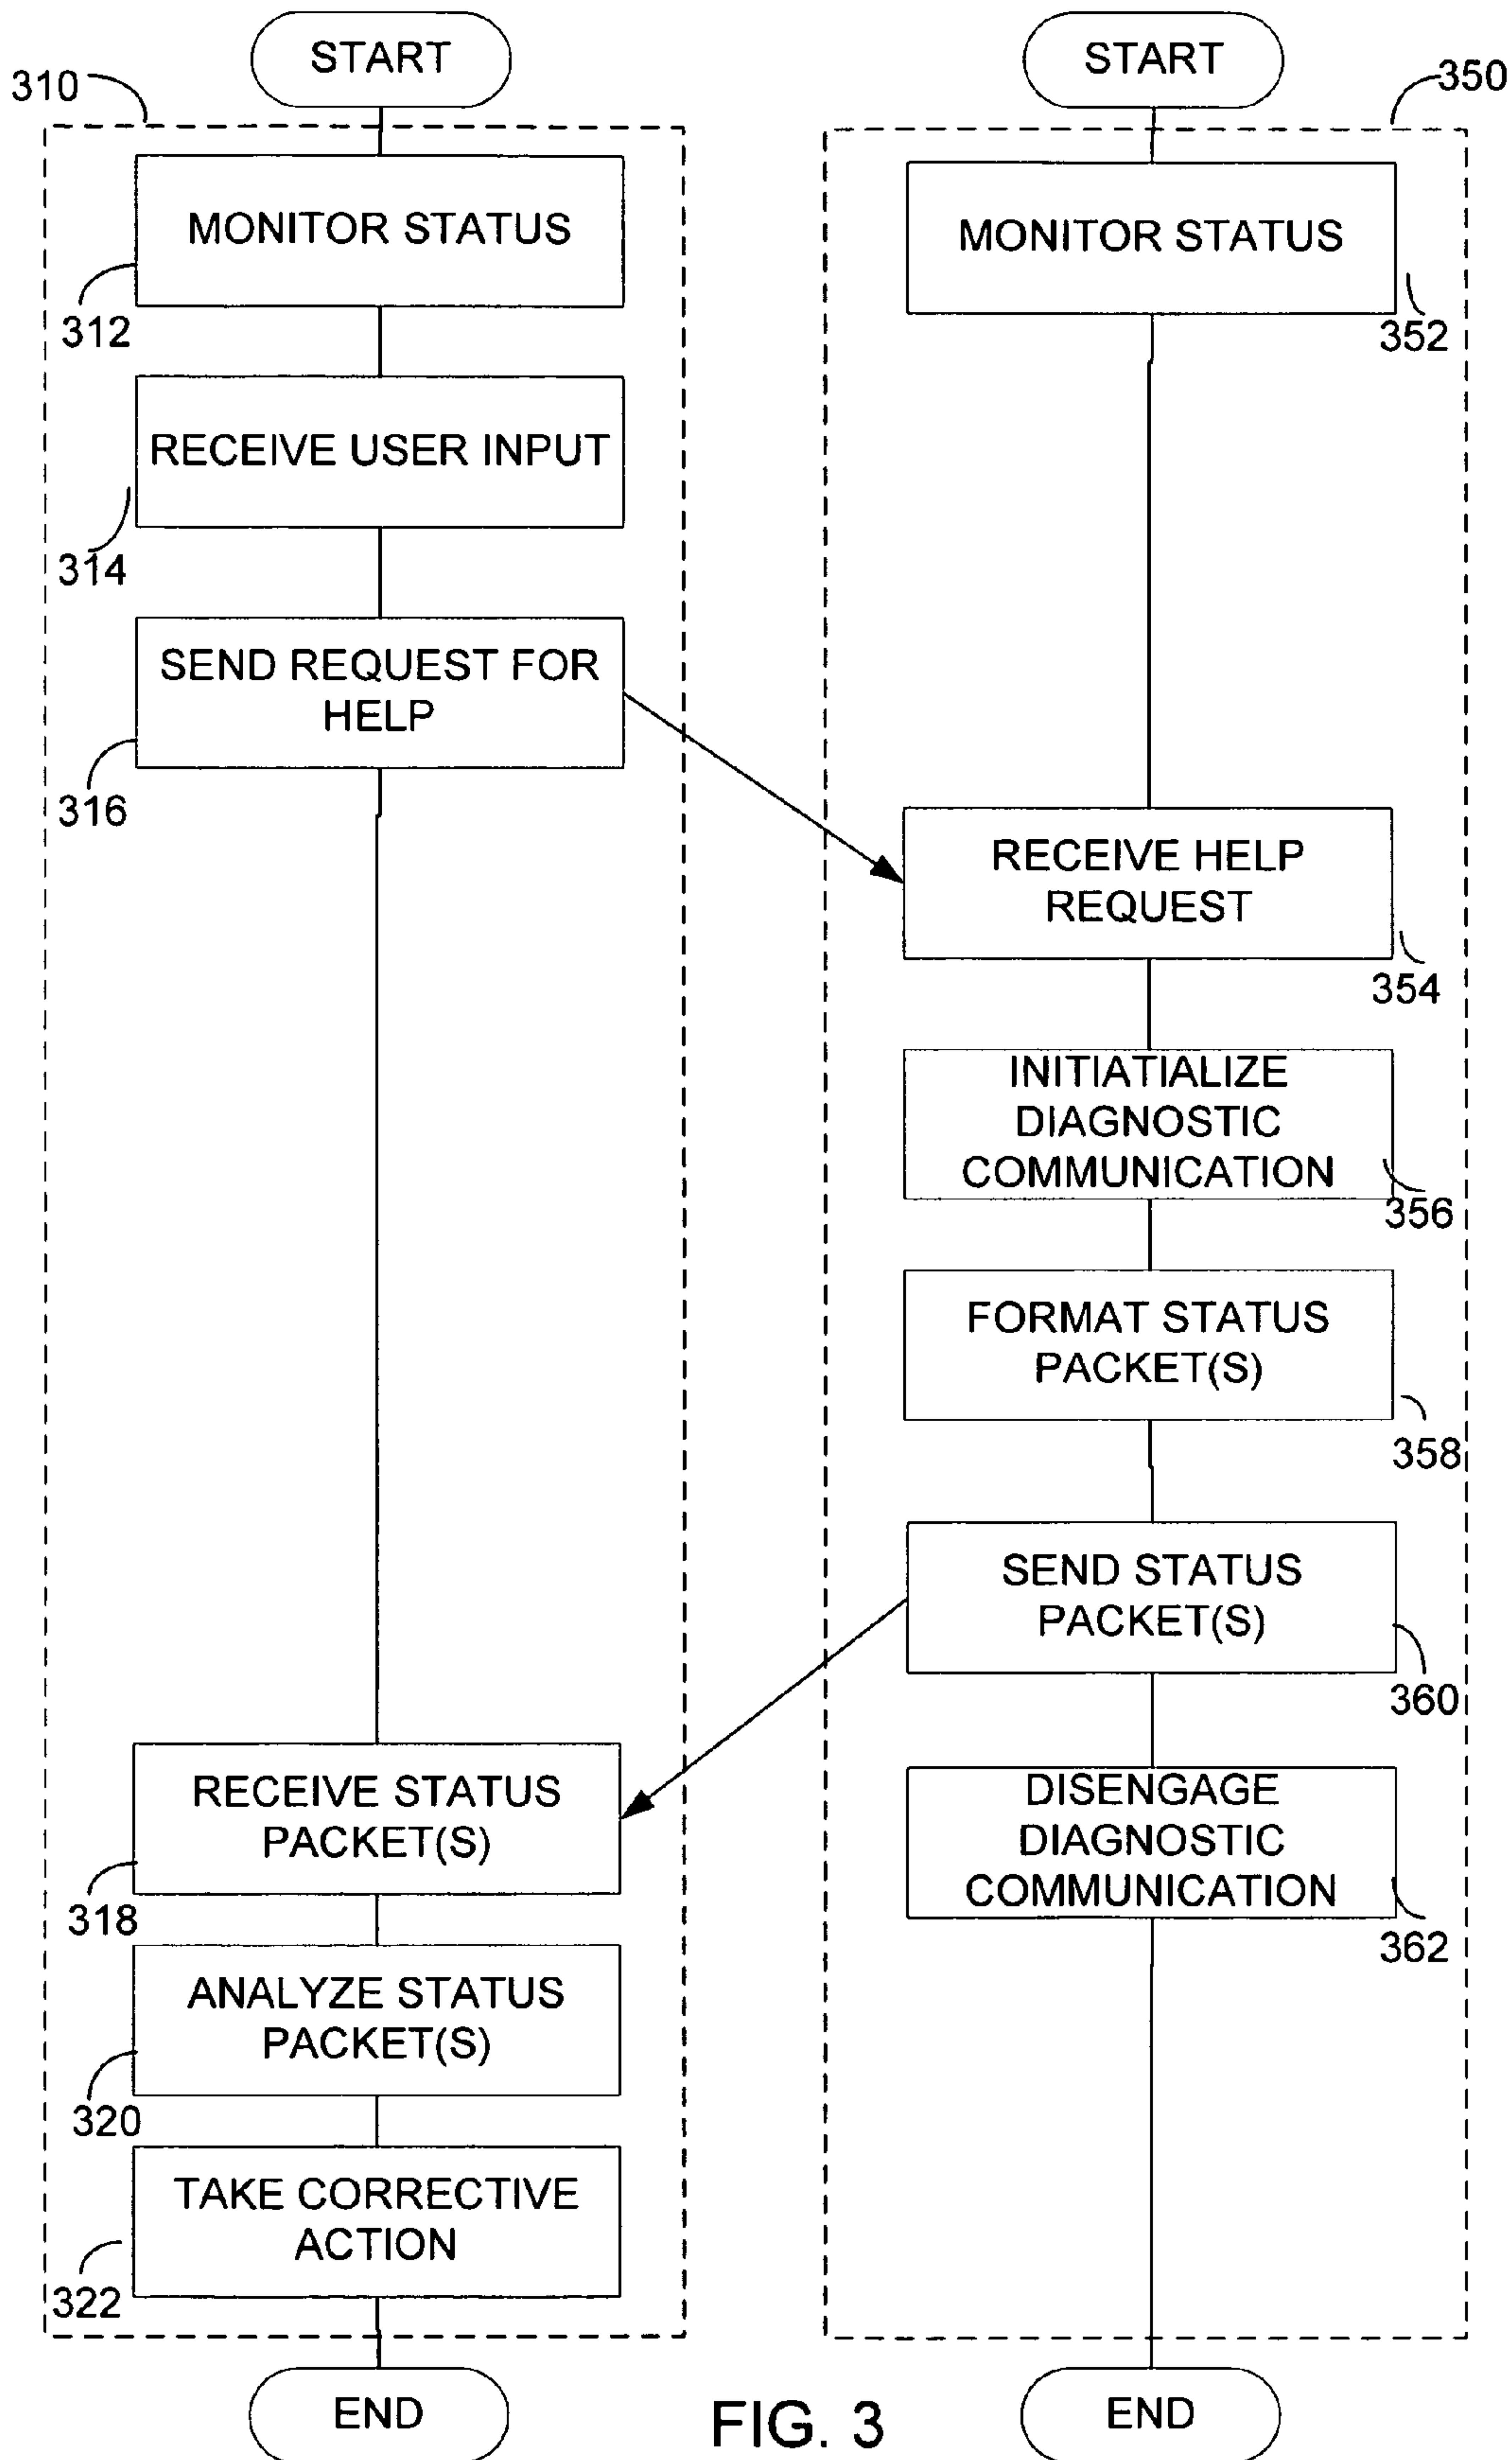 START
310
MONITOR STATUS
312
RECEIVE USER INPUT
314
SEND REQUEST FOR
HELP
316
RECEIVE STATUS
PACKET(S)
318
ANALYZE STATUS
PACKET(S)
320
TAKE CORRECTIVE
ACTION
322
END
START
350
MONITOR STATUS
352
RECEIVE HELP
REQUEST
354
INITIATIALIZE
DIAGNOSTIC
COMMUNICATION
356
FORMAT STATUS
PACKET(S)
358
SEND STATUS
PACKET(S)
360
DISENGAGE
DIAGNOSTIC
COMMUNICATION
362
END
FIG. 3